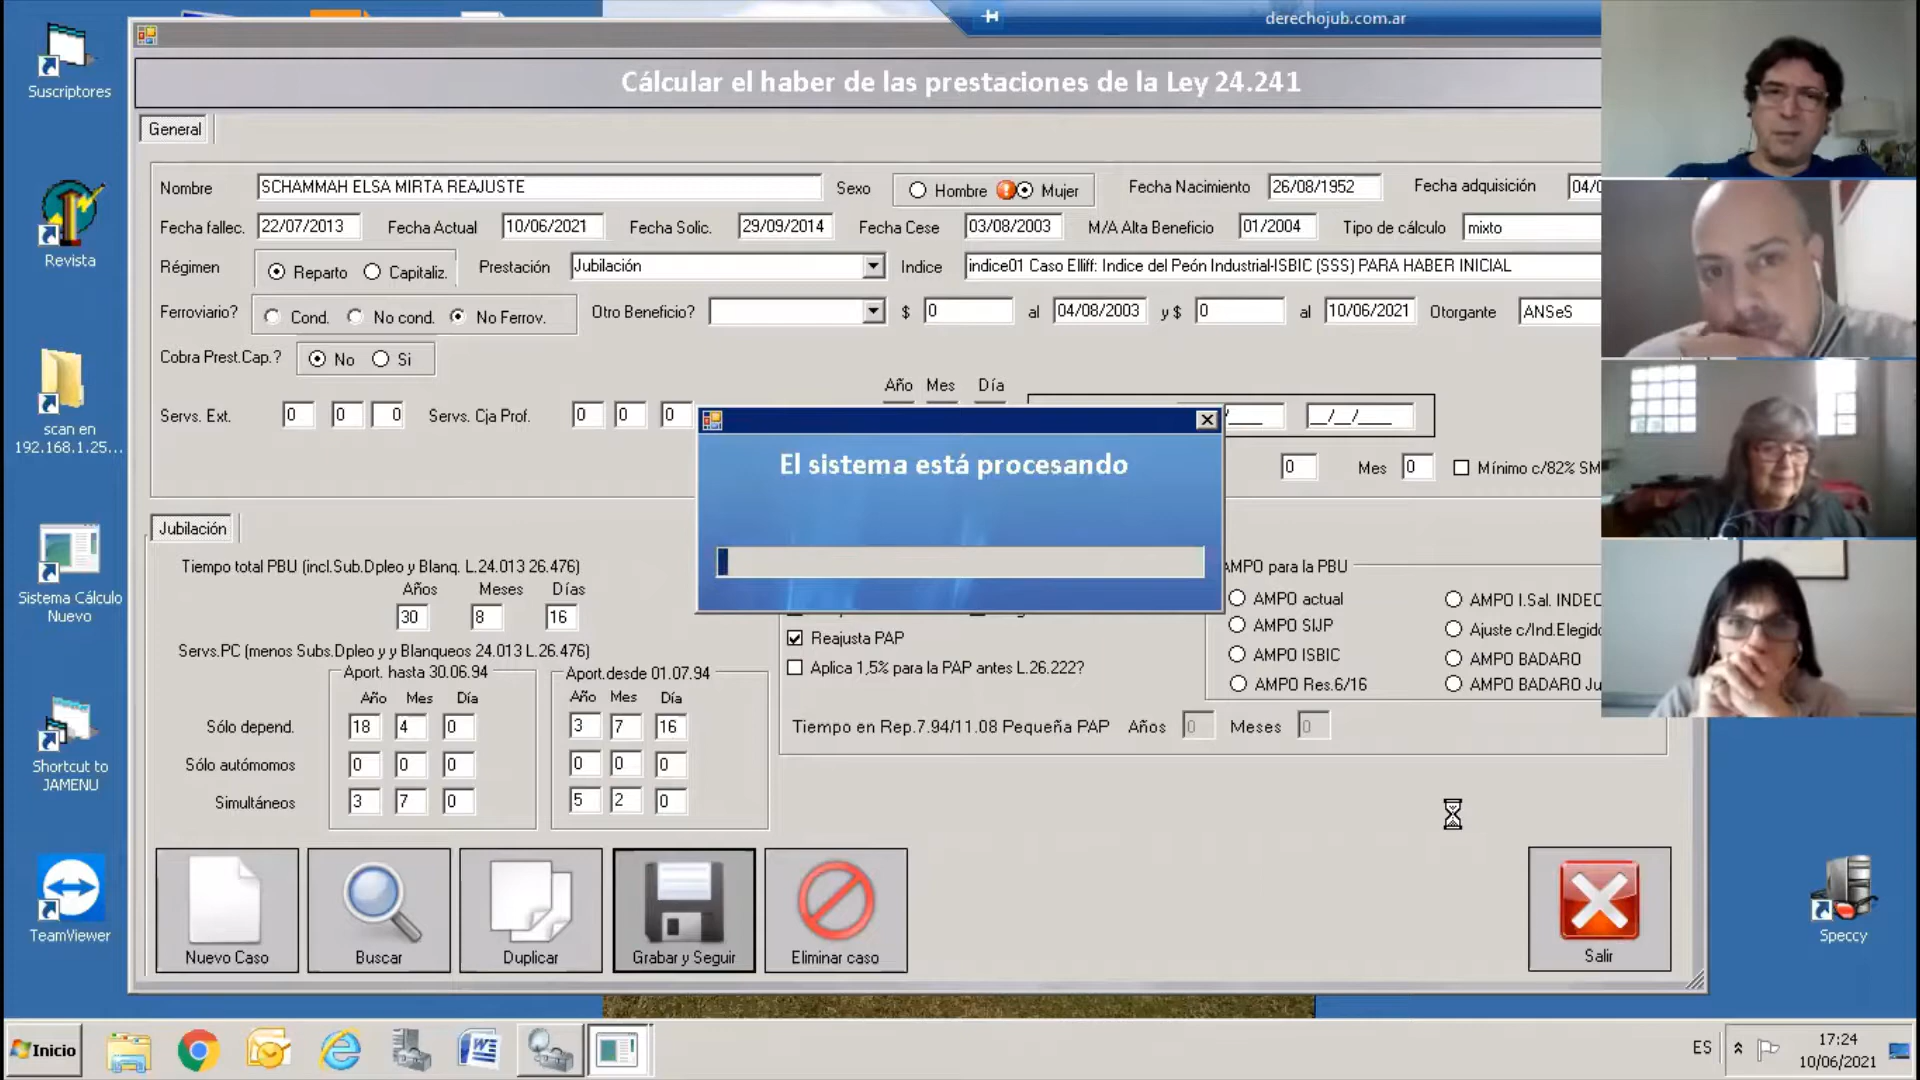 derechojub.com.ar
Cálcular el haber de las prestaciones de la Ley 24.241
General
Nombre SCHAMMAH ELSA MIRTA REAJUSTE Sexo Hombre Mujer Fecha Nacimiento 26/08/1952 Fecha adquisición 04/0
Fecha fallec. 22/07/2013 Fecha Actual 10/06/2021 Fecha Solic. 29/09/2014 Fecha Cese 03/08/2003 M/A Alta Beneficio 01/2004 Tipo de cálculo mixto
Régimen Reparto Capitaliz. Prestación Jubilación Indice indice01 Caso Elliff: Indice del Peón Industrial-ISBIC (SSS) PARA HABER INICIAL
Ferroviario? Cond. No cond. No Ferrov. Otro Beneficio? $ 0 al 04/08/2003 y $ 0 al 10/06/2021 Otorgante ANSeS
Cobra Prest.Cap.? No Si
Año Mes Día
Servs. Ext. 0 0 0 Servs. Cja Prof. 0 0 0 /____ __/__/____
0 Mes 0 Mínimo c/82% SM
El sistema está procesando
Jubilación
Tiempo total PBU (incl.Sub.Dpleo y Blanq. L.24.013 26.476)
Años Meses Días
30 8 16
Servs.PC (menos Subs.Dpleo y y Blanqueos 24.013 L.26.476)
Aport. hasta 30.06.94 Aport.desde 01.07.94
Año Mes Día Año Mes Día
Sólo depend. 18 4 0 3 7 16
Sólo autómomos 0 0 0 0 0 0
Simultáneos 3 7 0 5 2 0
Reajusta PAP
Aplica 1,5% para la PAP antes L.26.222?
Tiempo en Rep.7.94/11.08 Pequeña PAP Años 0 Meses 0
AMPO para la PBU
AMPO actual AMPO I.Sal. INDEC
AMPO SIJP Ajuste c/Ind.Elegido
AMPO ISBIC AMPO BADARO
AMPO Res.6/16 AMPO BADARO Ju
Nuevo Caso Buscar Duplicar Grabar y Seguir Eliminar caso Salir
Suscriptores
Revista
scan en
192.168.1.25...
Sistema Cálculo
Nuevo
Shortcut to
JAMENU
TeamViewer
Speccy
Inicio
ES
17:24
10/06/2021